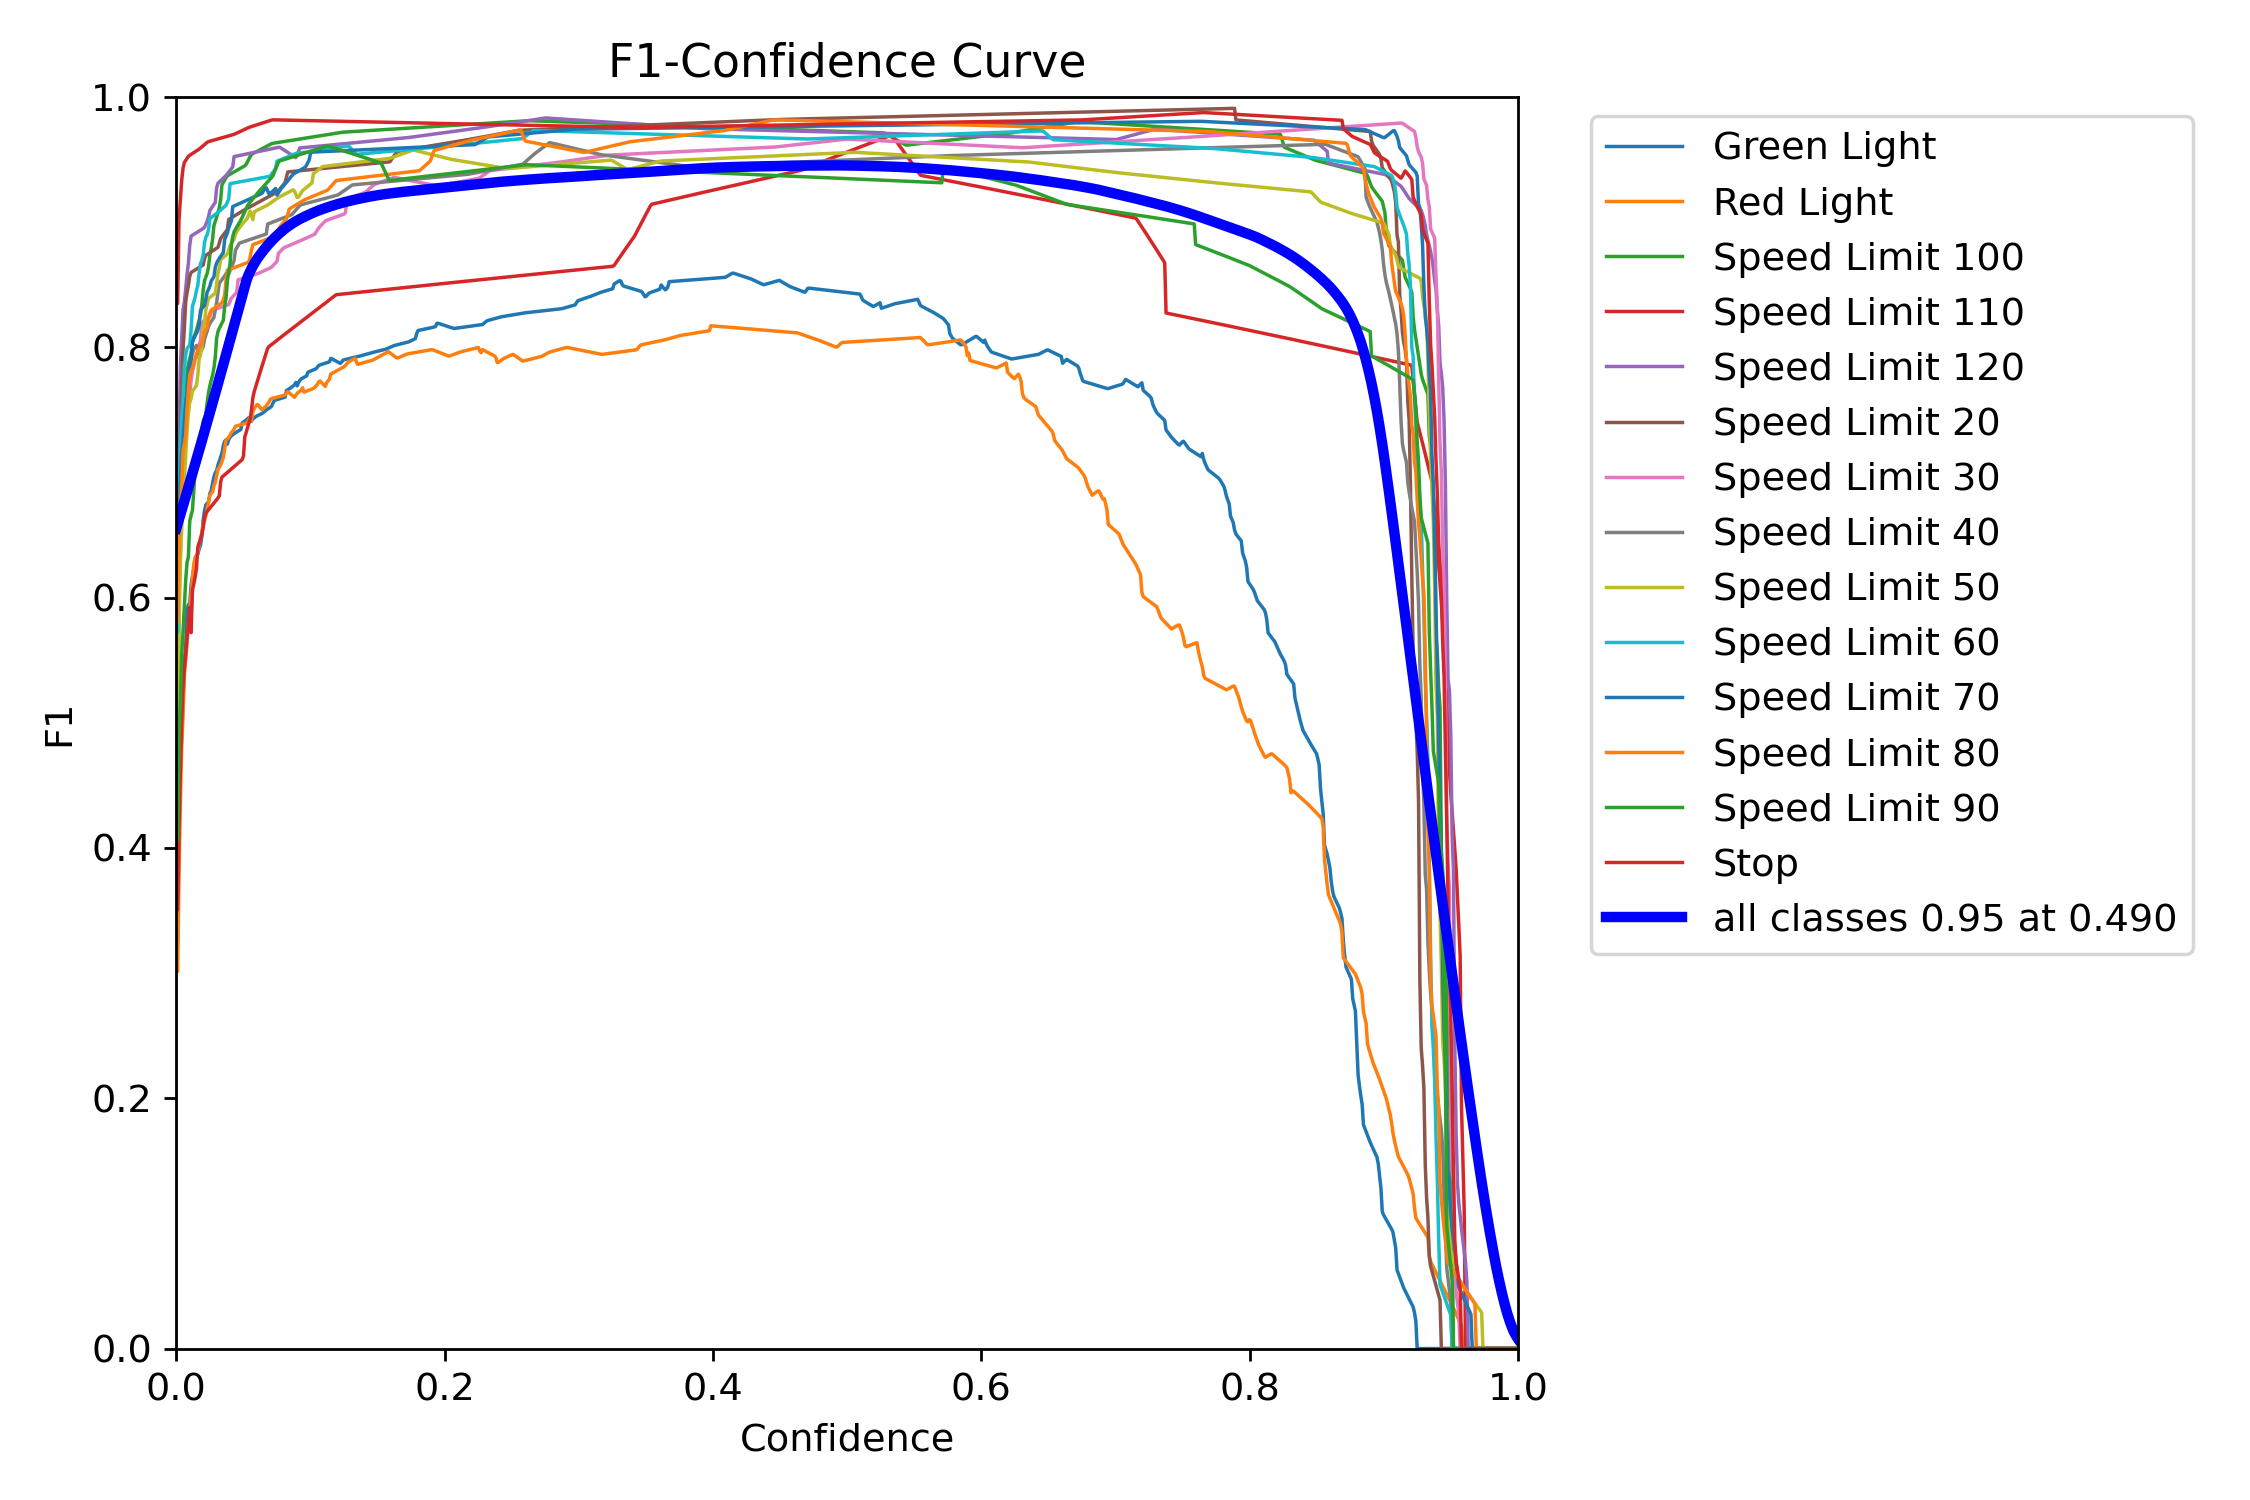 F1-Confidence Curve
1.0
0.8
0.6
0.4
0.2
0.0
F1
0.0 0.2 0.4 0.6 0.8 1.0
Confidence
Green Light
Red Light
Speed Limit 100
Speed Limit 110
Speed Limit 120
Speed Limit 20
Speed Limit 30
Speed Limit 40
Speed Limit 50
Speed Limit 60
Speed Limit 70
Speed Limit 80
Speed Limit 90
Stop
all classes 0.95 at 0.490